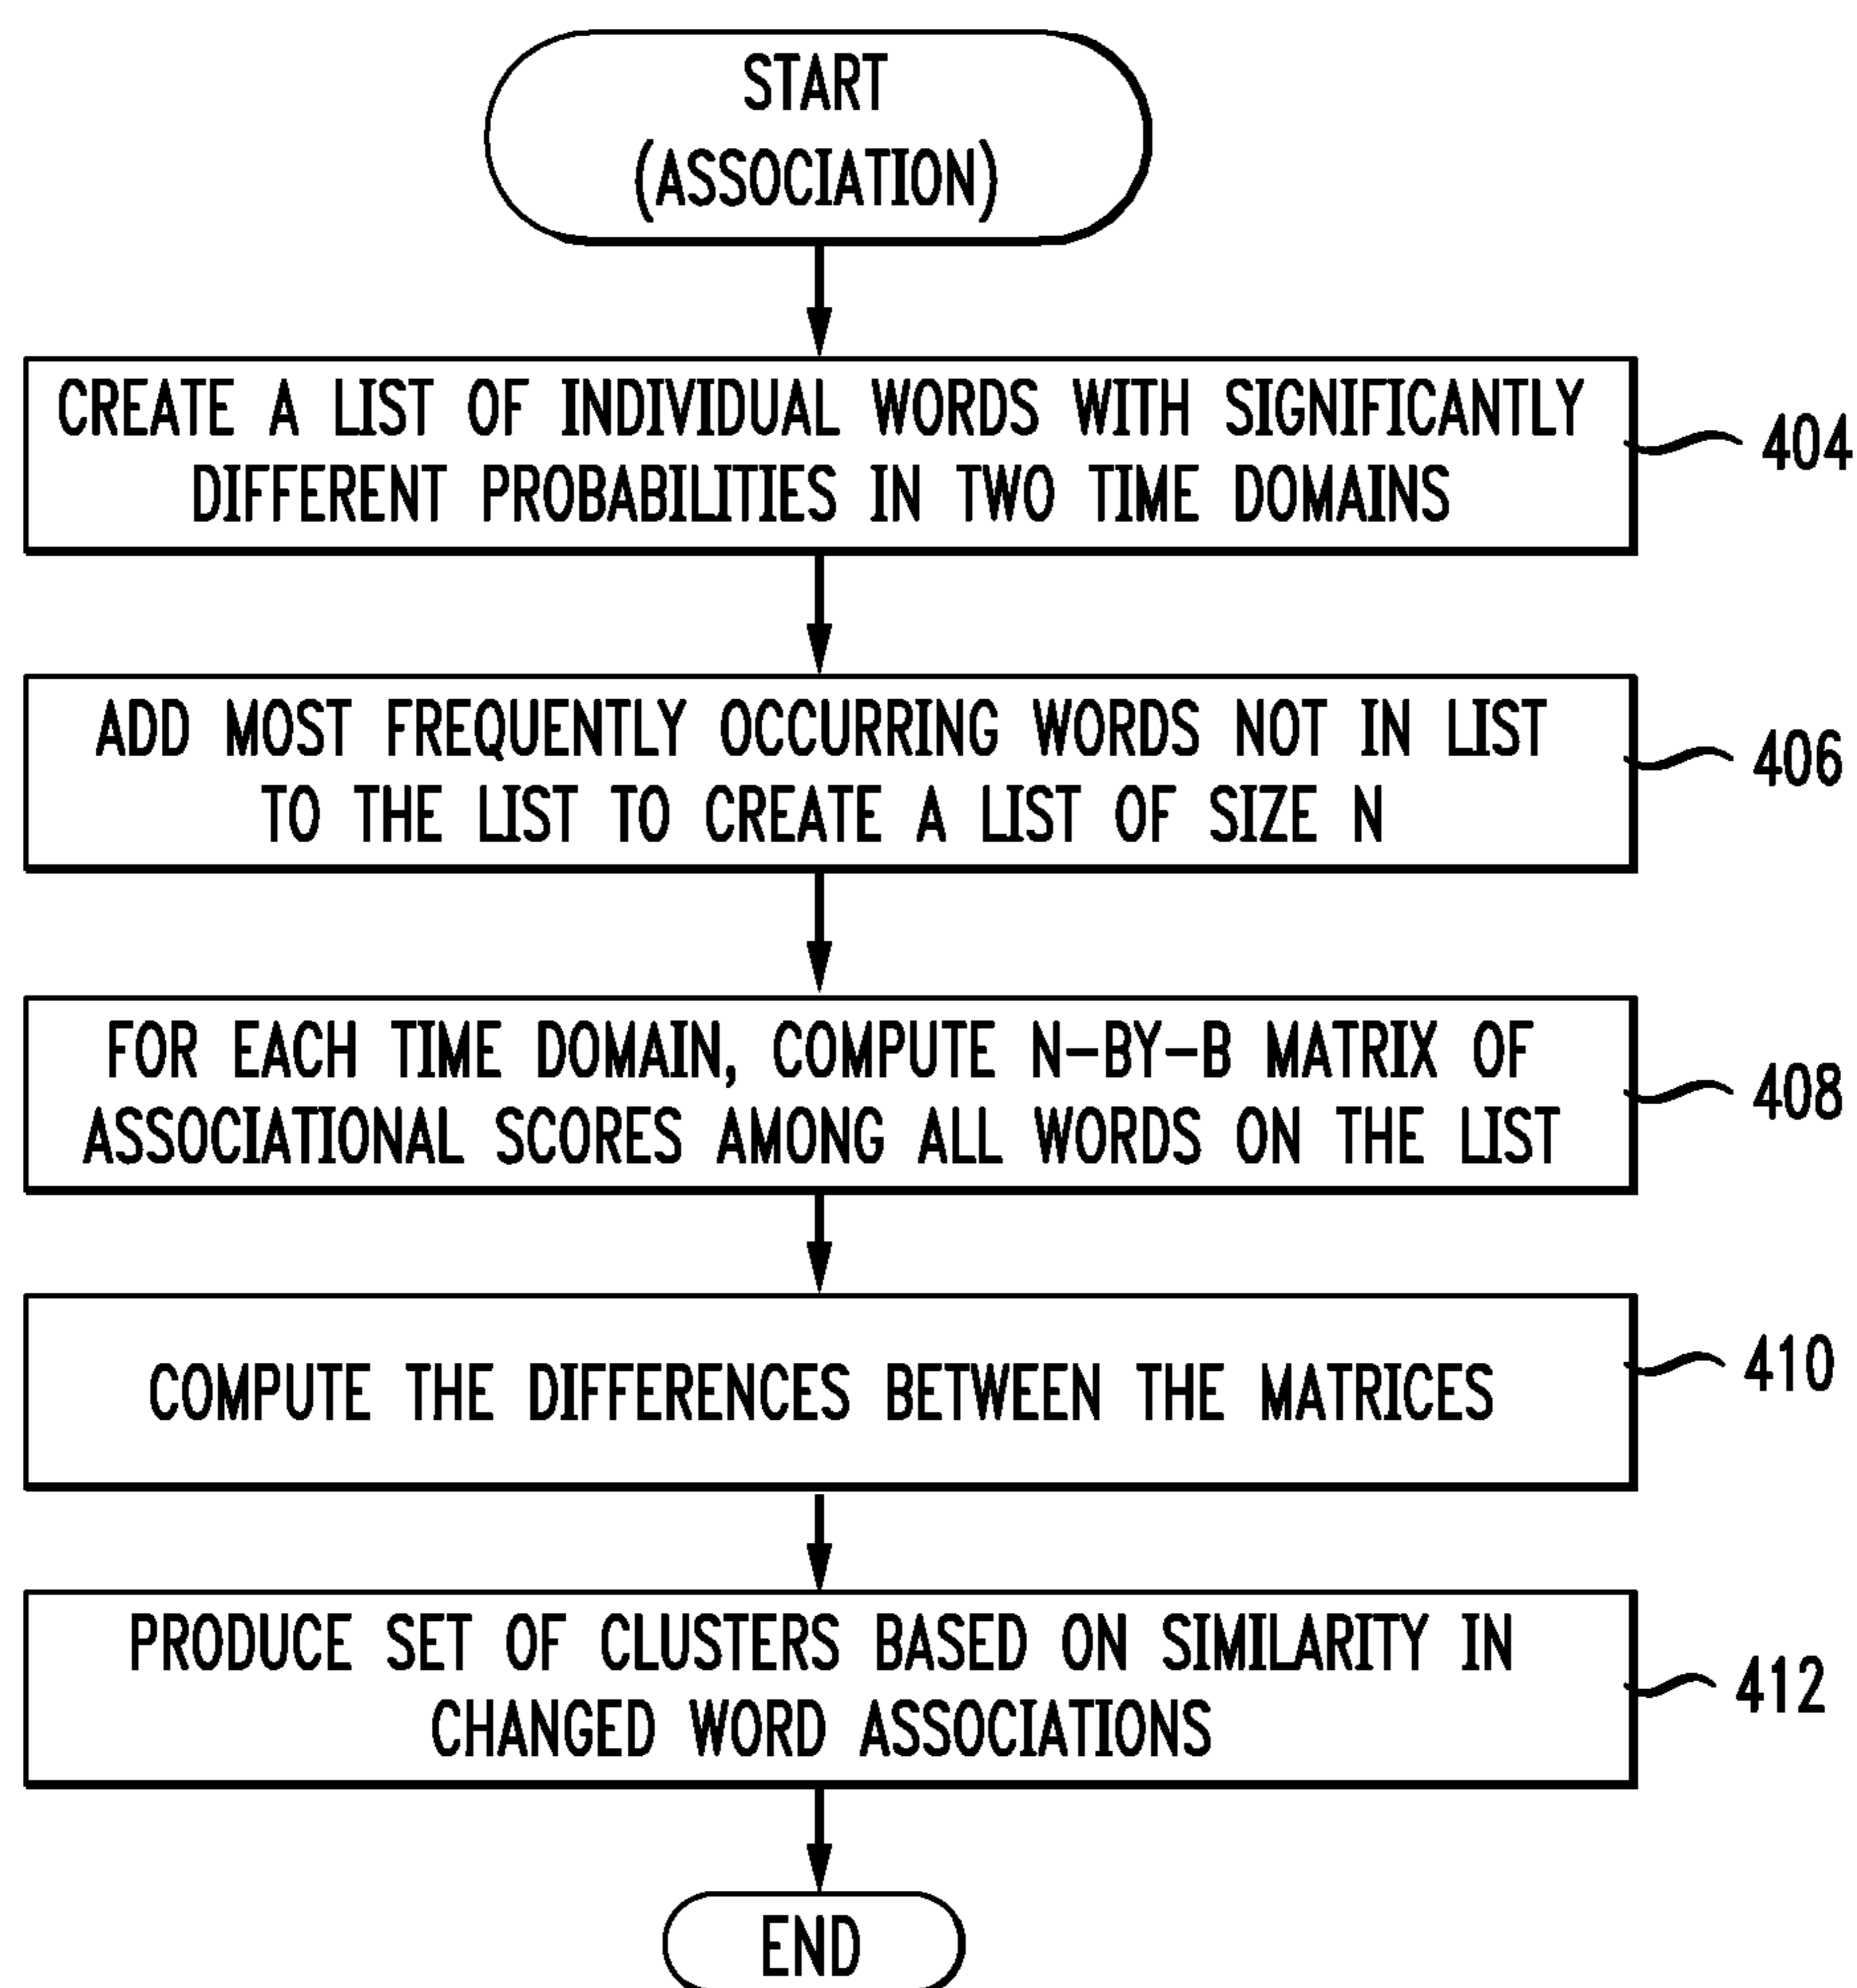 START
(ASSOCIATION)
CREATE A LIST OF INDIVIDUAL WORDS WITH SIGNIFICANTLY
DIFFERENT PROBABILITIES IN TWO TIME DOMAINS
404
ADD MOST FREQUENTLY OCCURRING WORDS NOT IN LIST
TO THE LIST TO CREATE A LIST OF SIZE N
406
FOR EACH TIME DOMAIN, COMPUTE N-BY-B MATRIX OF
ASSOCIATIONAL SCORES AMONG ALL WORDS ON THE LIST
408
COMPUTE THE DIFFERENCES BETWEEN THE MATRICES
410
PRODUCE SET OF CLUSTERS BASED ON SIMILARITY IN
CHANGED WORD ASSOCIATIONS
412
END